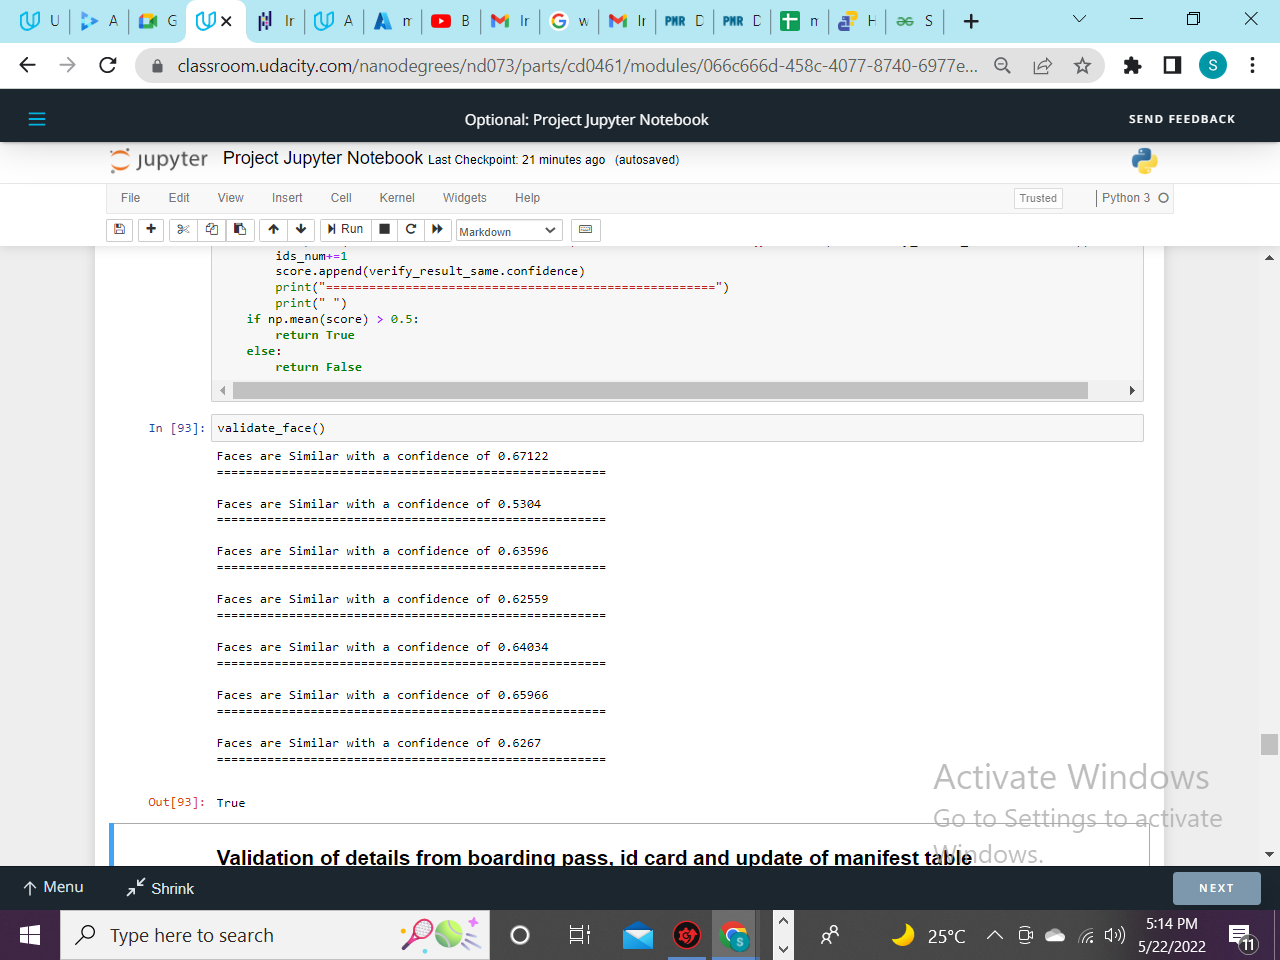 U
A
G
Ir
A
m
B
Ir
w
Ir
PMR D
PMR D
m
H
S
classroom.udacity.com/nanodegrees/nd073/parts/cd0461/modules/066c666d-458c-4077-8740-6977e...
S
Optional: Project Jupyter Notebook
SEND FEEDBACK
jupyter Project Jupyter Notebook Last Checkpoint: 21 minutes ago (autosaved)
File Edit View Insert Cell Kernel Widgets Help
Trusted
Python 3
Run
Markdown
ids_num+=1
score.append(verify_result_same.confidence)
print("======================================================")
print(" ")
if np.mean(score) > 0.5:
return True
else:
return False
In [93]: validate_face()
Faces are Similar with a confidence of 0.67122
======================================================
Faces are Similar with a confidence of 0.5304
======================================================
Faces are Similar with a confidence of 0.63596
======================================================
Faces are Similar with a confidence of 0.62559
======================================================
Faces are Similar with a confidence of 0.64034
======================================================
Faces are Similar with a confidence of 0.65966
======================================================
Faces are Similar with a confidence of 0.6267
======================================================
Out[93]: True
Activate Windows
Go to Settings to activate
Windows.
Validation of details from boarding pass, id card and update of manifest table
Menu
Shrink
NEXT
Type here to search
25°C
5:14 PM
5/22/2022
11